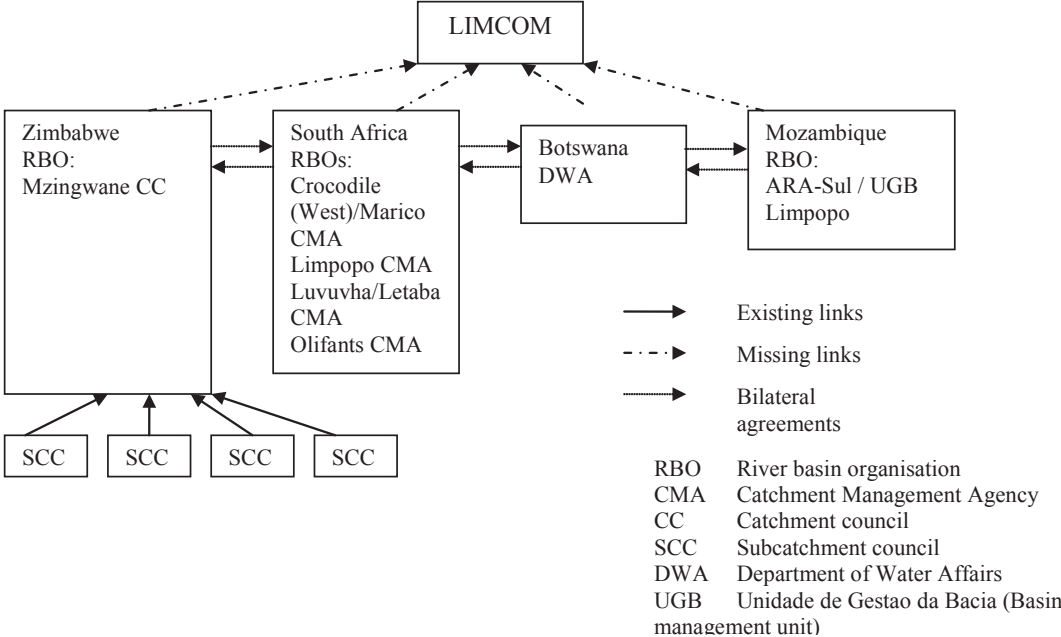 LIMCOM
Zimbabwe
RBO:
Mzingwane CC
South Africa
RBOs:
Crocodile
(West)/Marico
CMA
Limpopo CMA
Luvuvha/Letaba
CMA
Olifants CMA
Botswana
DWA
Mozambique
RBO:
ARA-Sul / UGB
Limpopo
SCC
SCC
SCC
SCC
Existing links
Missing links
Bilateral
agreements
RBO River basin organisation
CMA Catchment Management Agency
CC Catchment council
SCC Subcatchment council
DWA Department of Water Affairs
UGB Unidade de Gestao da Bacia (Basin
management unit)